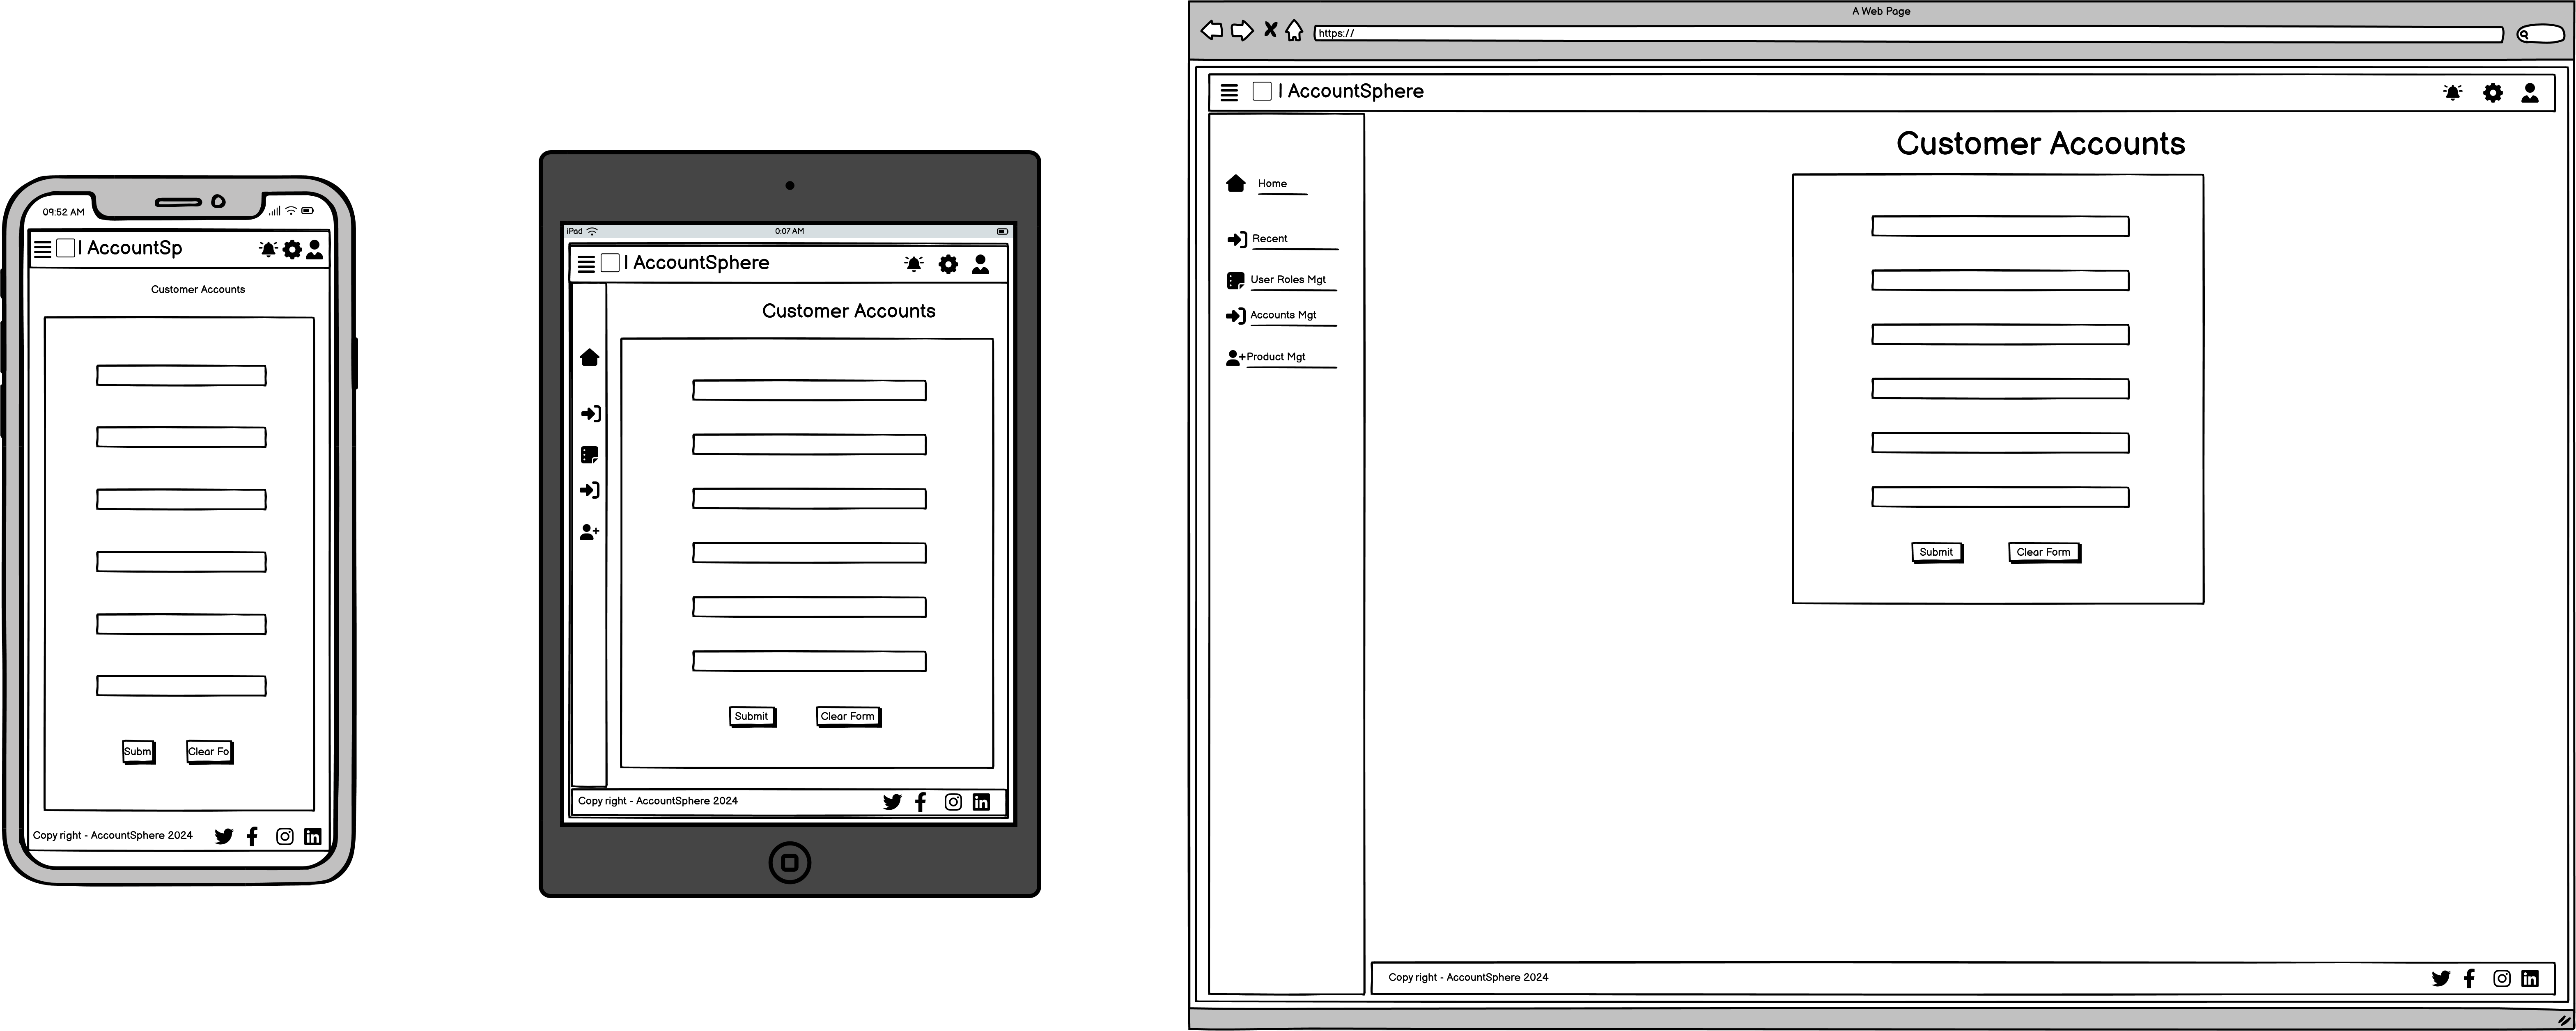 09:52 AM
| AccountSp
Customer Accounts
Subm
Clear Fo
Copy right - AccountSphere 2024
iPad
0:07 AM
| AccountSphere
Customer Accounts
Submit
Clear Form
Copy right - AccountSphere 2024
A Web Page
https://
| AccountSphere
Customer Accounts
Home
Recent
User Roles Mgt
Accounts Mgt
Product Mgt
Submit
Clear Form
Copy right - AccountSphere 2024